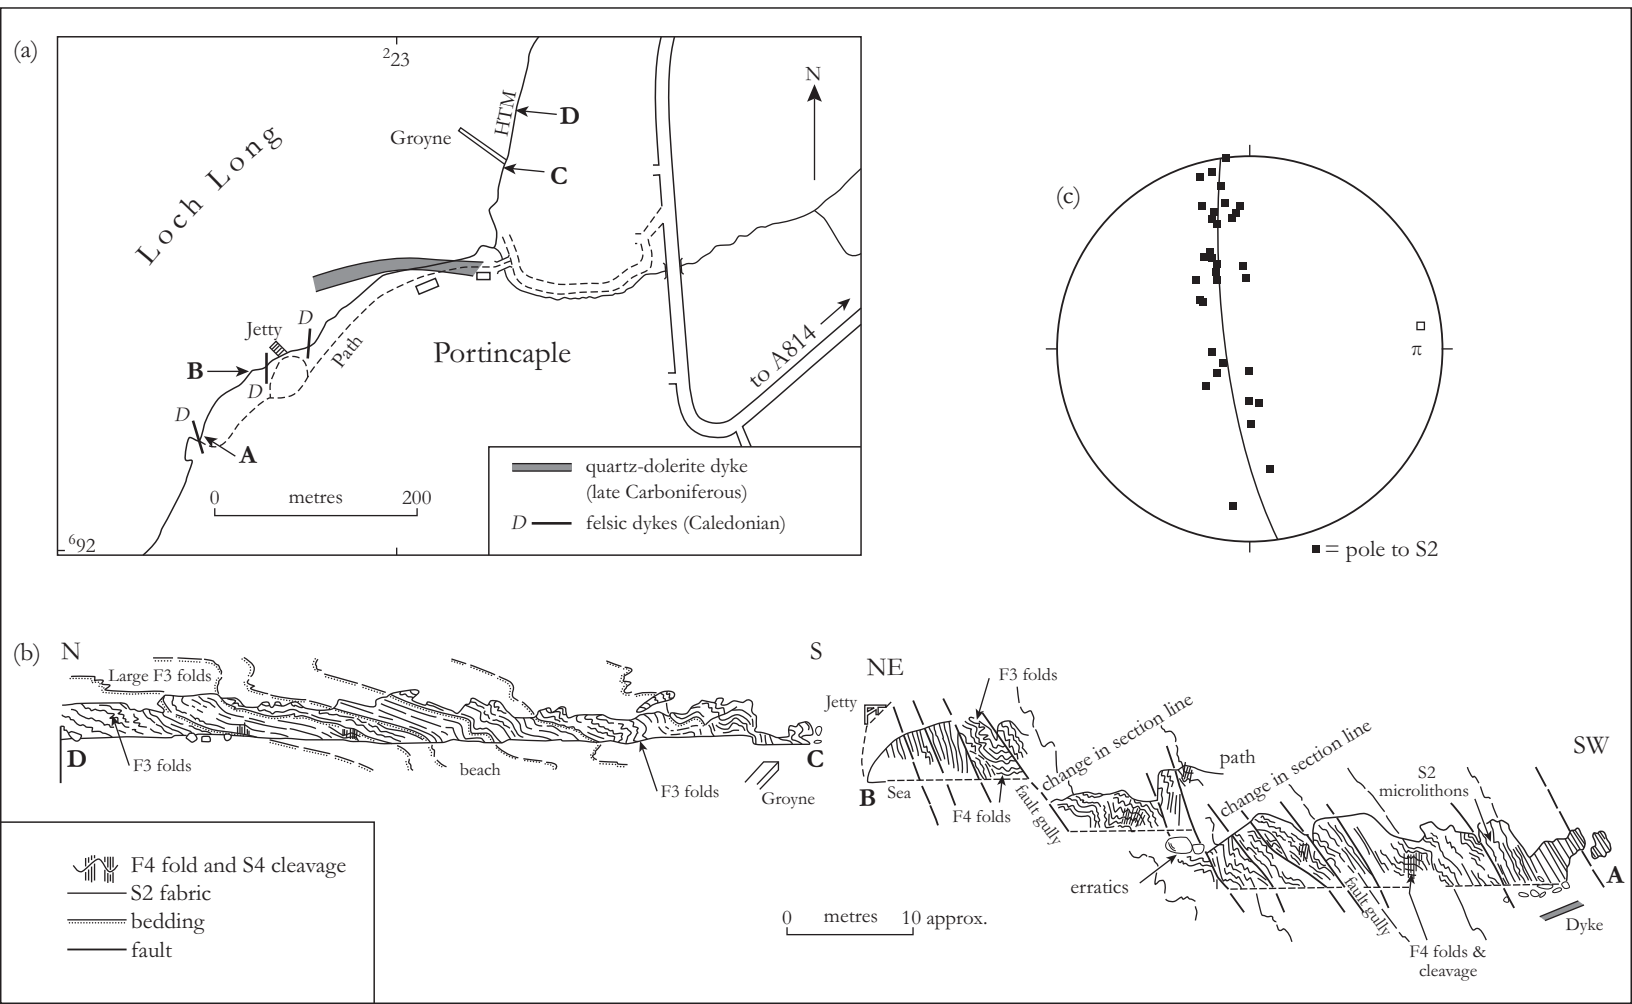 (a)
²23
N
HTM
D
Groyne
C
Loch Long
D
Jetty
Path
Portincaple
B
D
to A814
D
A
quartz-dolerite dyke
(late Carboniferous)
0 metres 200
D felsic dykes (Caledonian)
⁶92
(c)
π
= pole to S2
(b)
N
S
Large F3 folds
D
F3 folds
beach
C
F3 folds
Groyne
NE
F3 folds
Jetty
change in section line
SW
path
change in section line
S2
microlithons
B
Sea
F4 folds
fault gully
erratics
fault gully
A
Dyke
F4 folds &
cleavage
0 metres 10 approx.
F4 fold and S4 cleavage
S2 fabric
bedding
fault